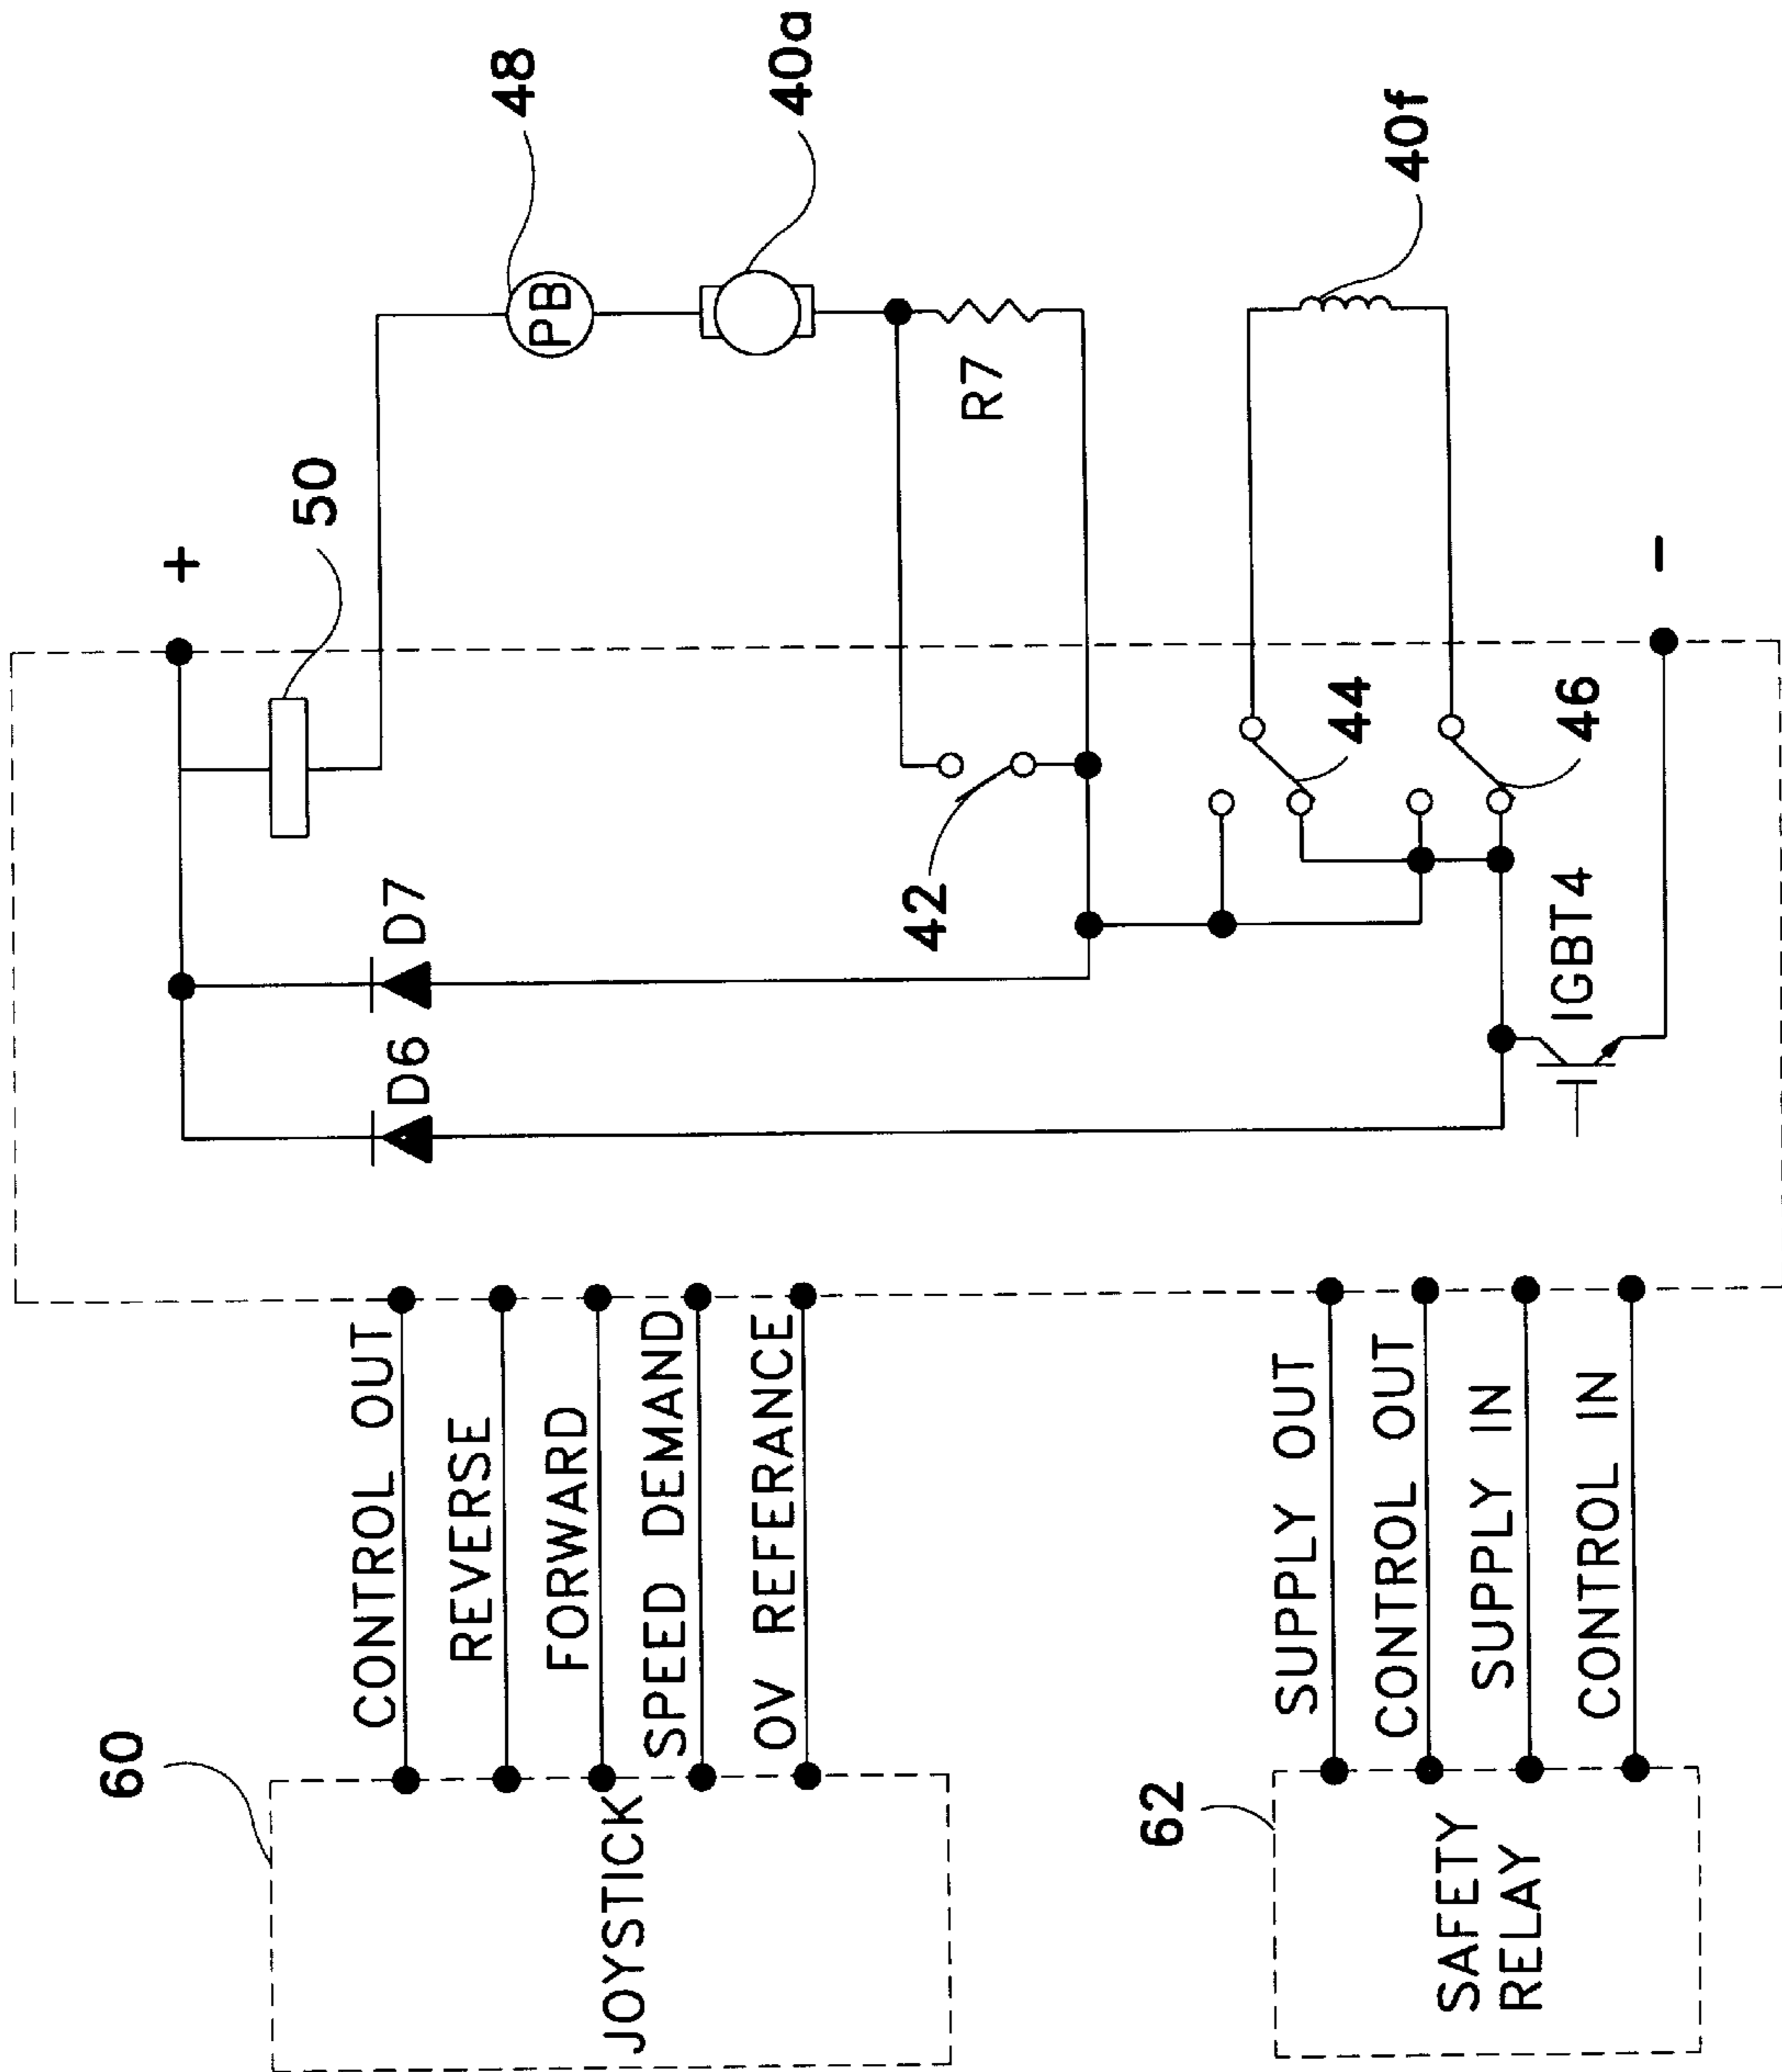 60
JOYSTICK
CONTROL OUT
REVERSE
FORWARD
SPEED DEMAND
OV REFERANCE
62
SAFETY
RELAY
SUPPLY OUT
CONTROL OUT
SUPPLY IN
CONTROL IN
D6
D7
50
+
42
44
46
IGBT4
-
48
PB
40a
R7
40f